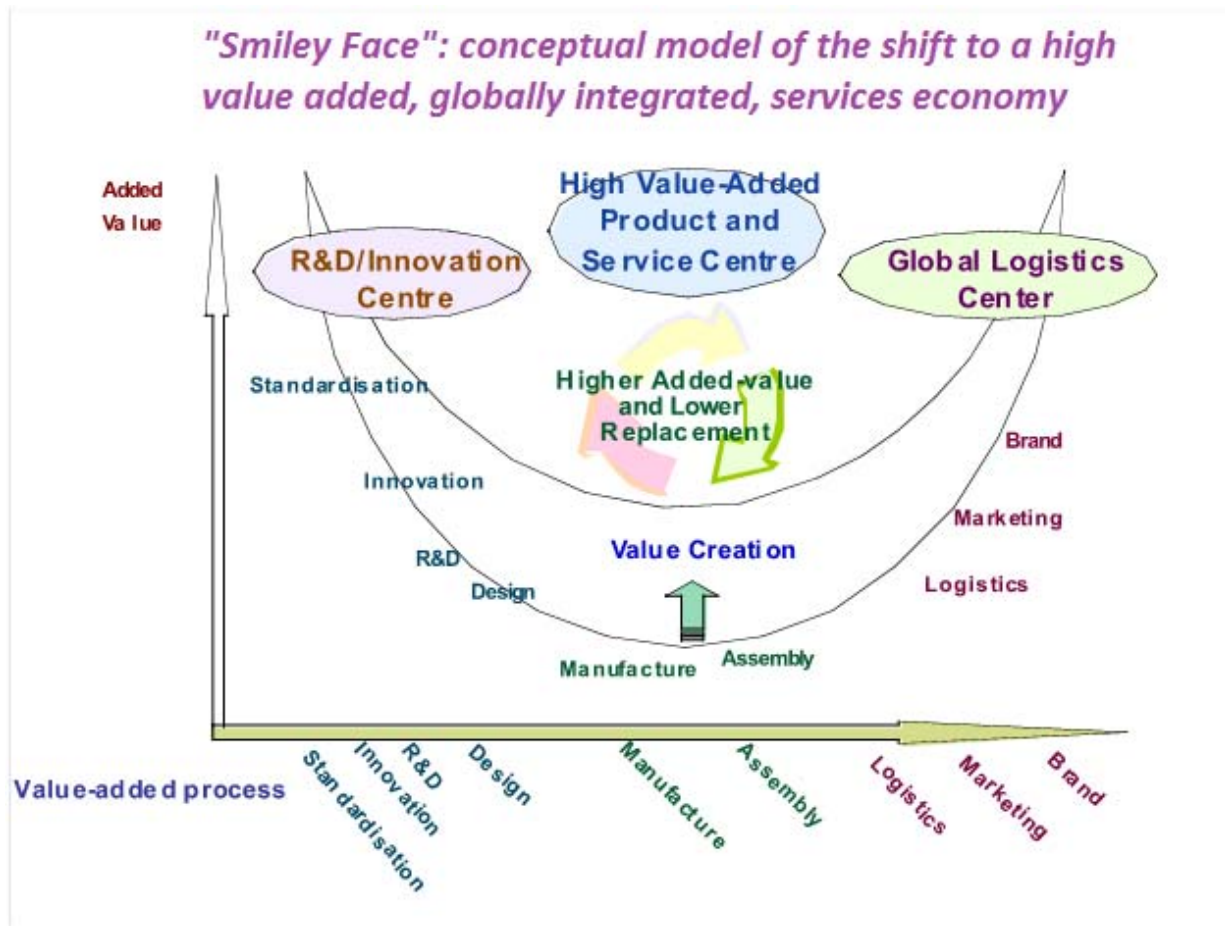 "Smiley Face": conceptual model of the shift to a high
value added, globally integrated, services economy
Added
Value
High Value-Added
Product and
Service Centre
R&D/Innovation
Centre
Global Logistics
Center
Standardisation
Higher Added-value
and Lower
Replacement
Brand
Innovation
Marketing
Value Creation
R&D
Design
Logistics
Manufacture
Assembly
Value-added process
Standardisation
Innovation
R&D
Design
Manufacture
Assembly
Logistics
Marketing
Brand